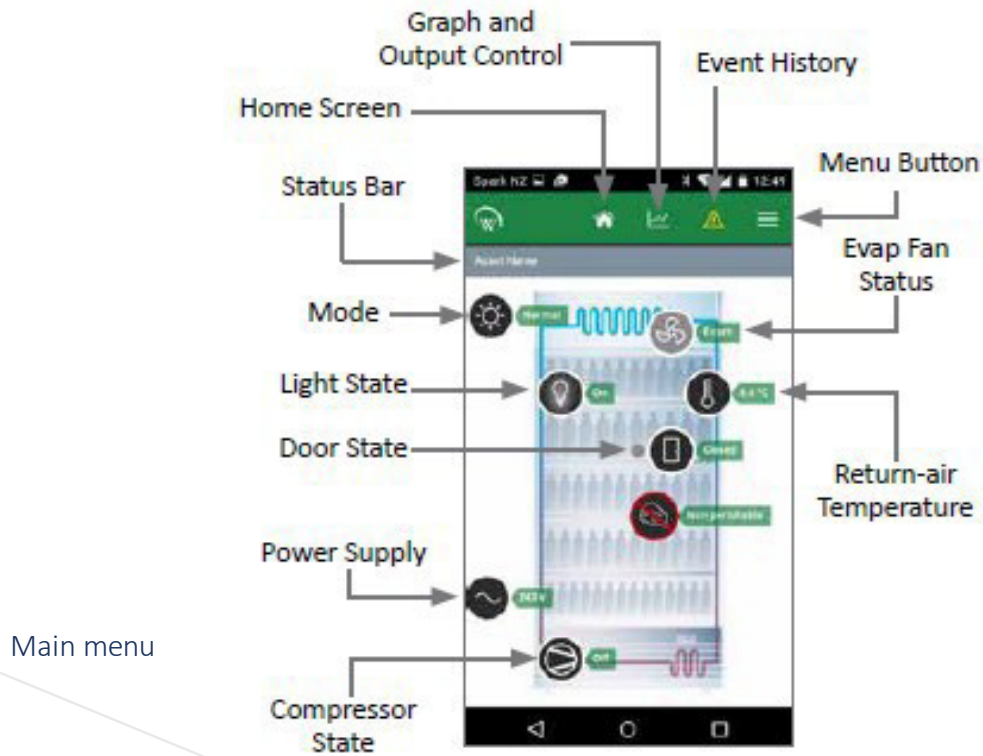 Graph and
Output Control
Event History
Home Screen
Menu Button
Status Bar
Spark NZ
12:41
Asset Name
Evap Fan
Status
Mode
Normal
Light State
On
Door State
Closed
Return-air
Temperature
Non perishable
Power Supply
Main menu
Off
Compressor
State